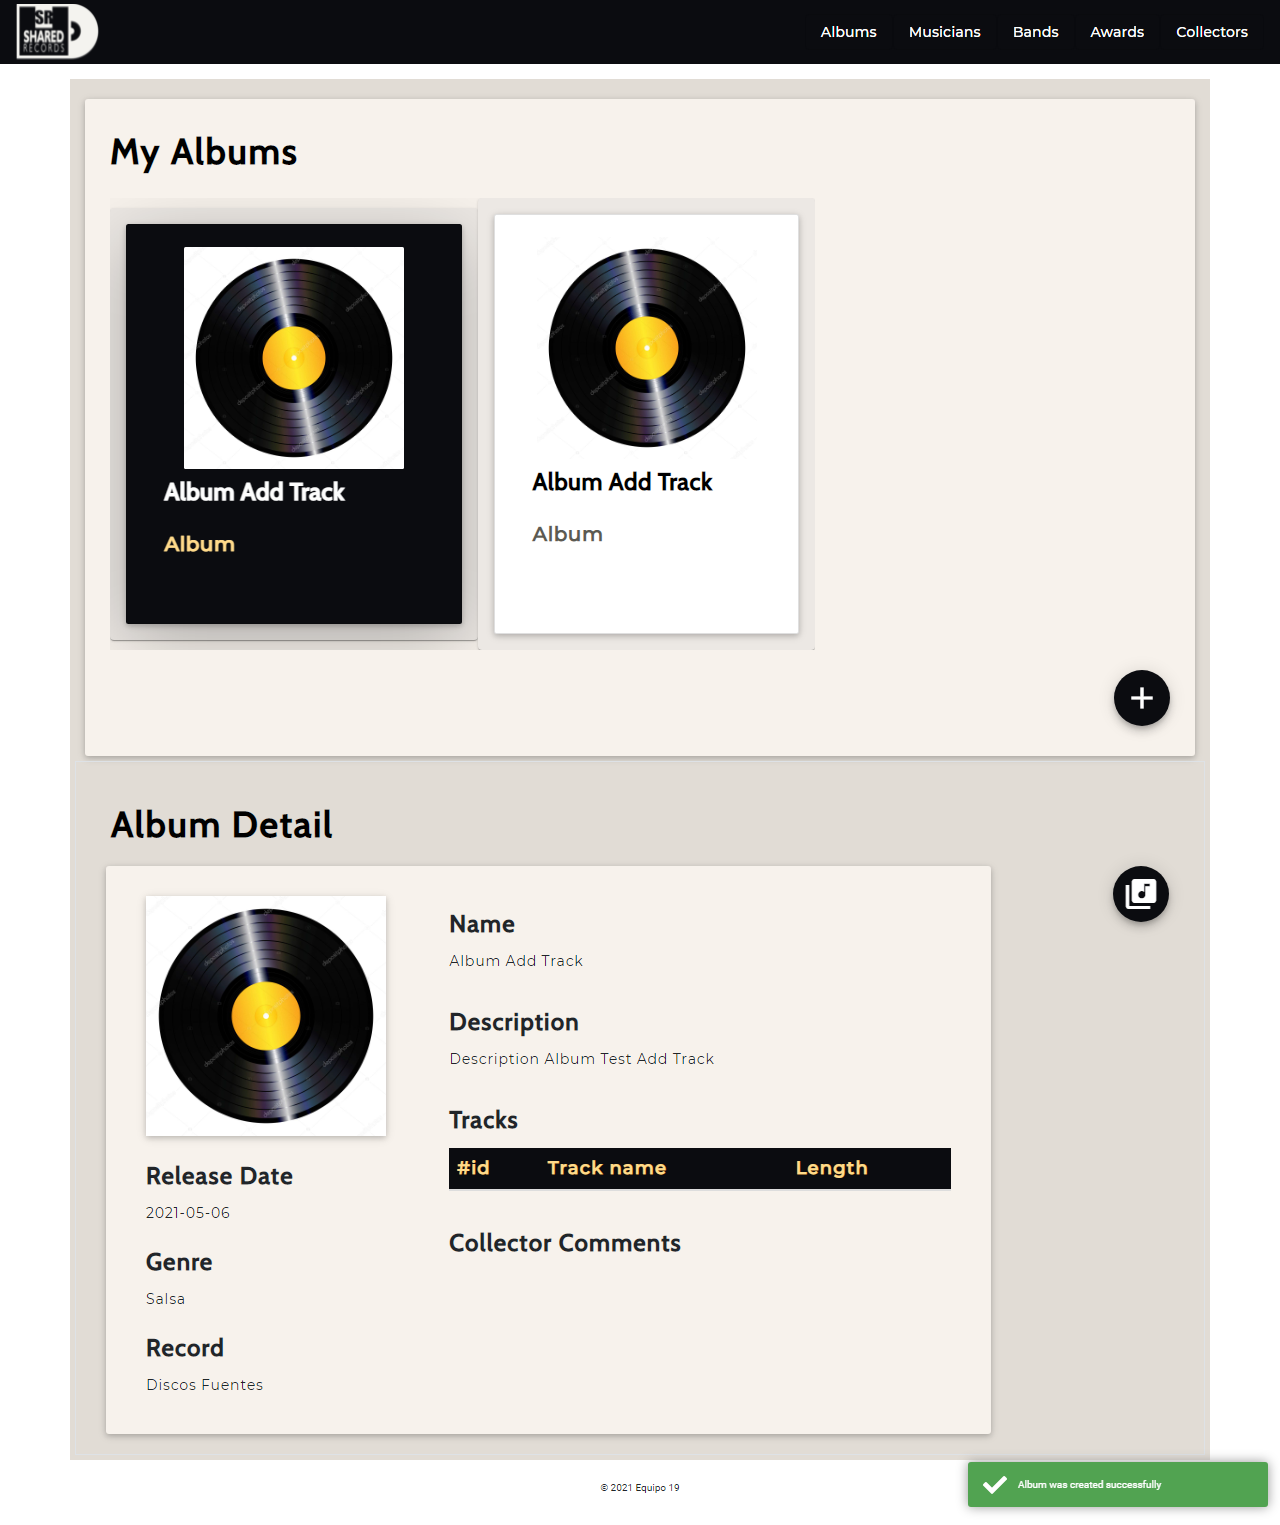 SR
SHARED
RECORDS
Albums
Musicians
Bands
Awards
Collectors
My Albums
Album Add Track
Album
Album Add Track
Album
Album Detail
Name
Album Add Track
Description
Description Album Test Add Track
Tracks
#id Track name Length
Collector Comments
Release Date
2021-05-06
Genre
Salsa
Record
Discos Fuentes
© 2021 Equipo 19
Album was created successfully